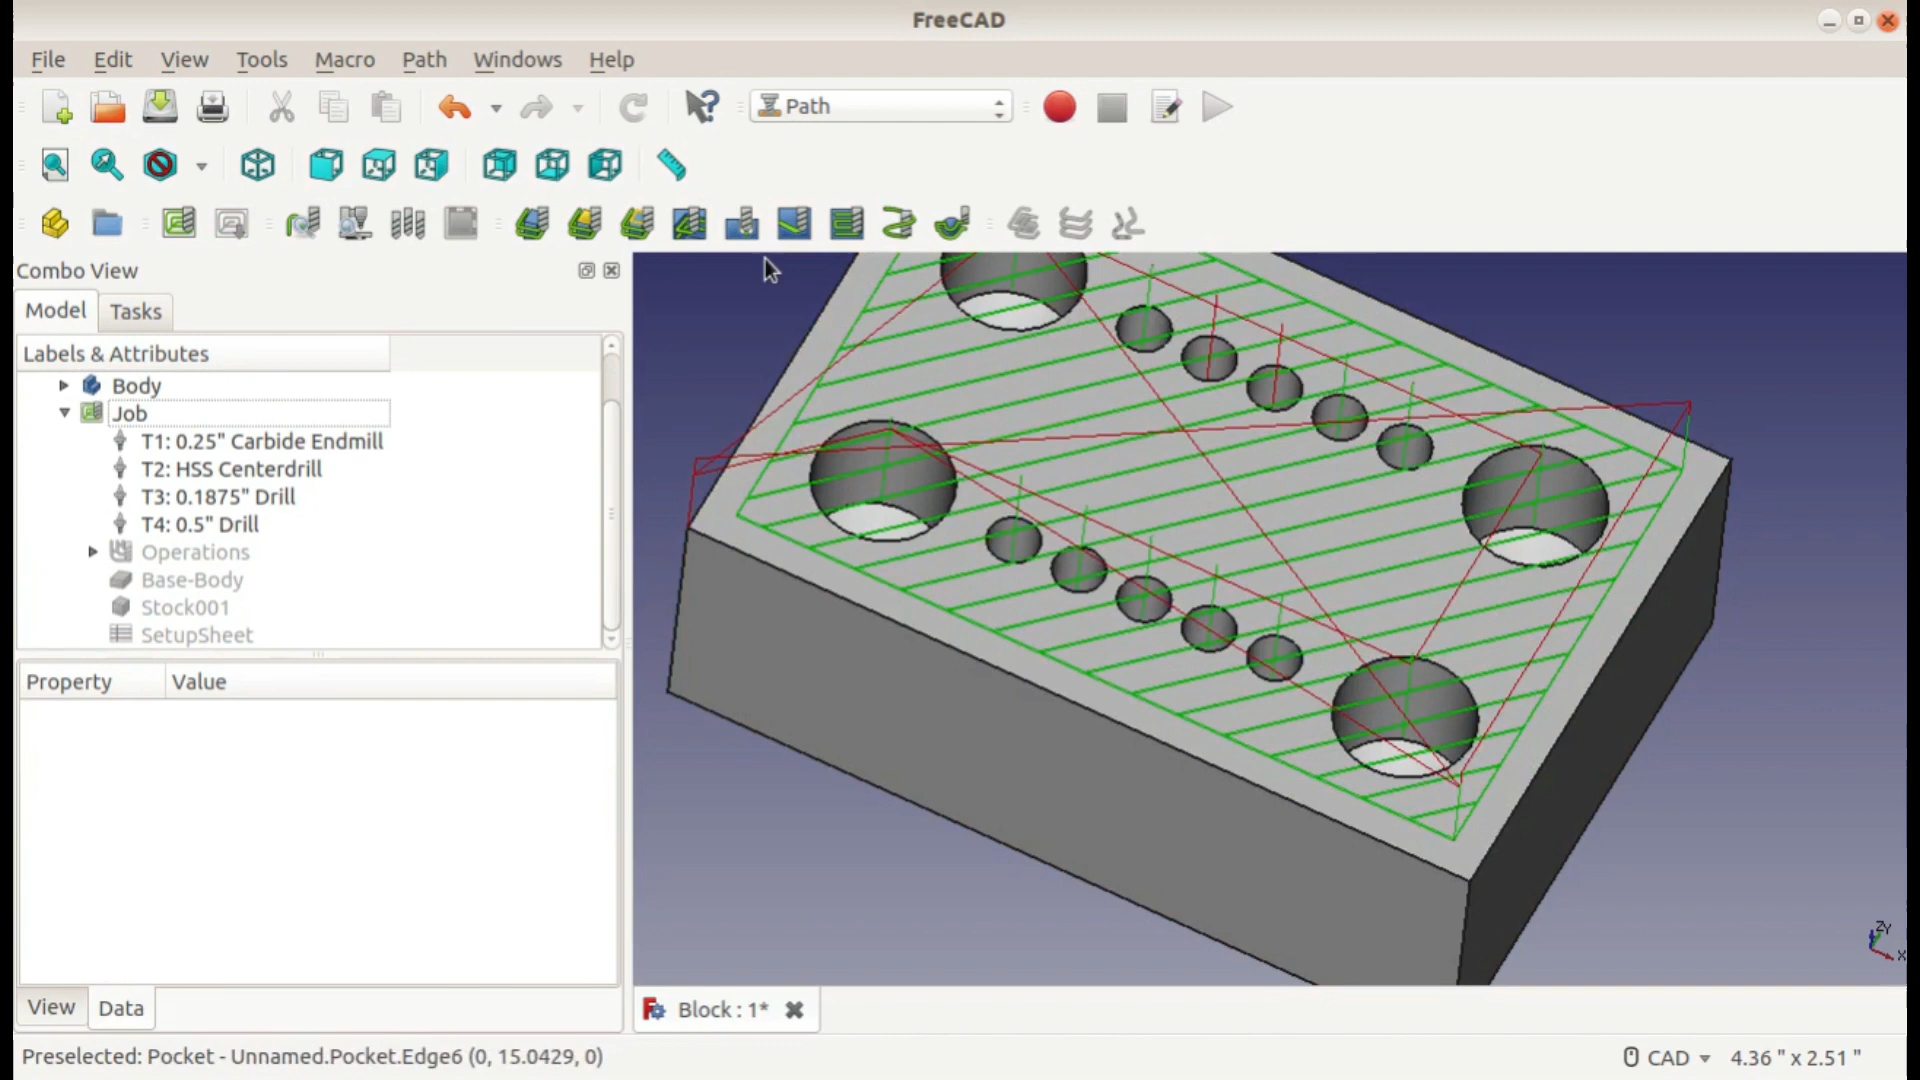 FreeCAD
File Edit View Tools Macro Path Windows Help
Path
Combo View
Model Tasks
Labels & Attributes
Body
Job
T1: 0.25" Carbide Endmill
T2: HSS Centerdrill
T3: 0.1875" Drill
T4: 0.5" Drill
Operations
Base-Body
Stock001
SetupSheet
Property Value
View Data
Z Y
X
Block : 1*
Preselected: Pocket - Unnamed.Pocket.Edge6 (0, 15.0429, 0)
CAD 4.36 " x 2.51 "